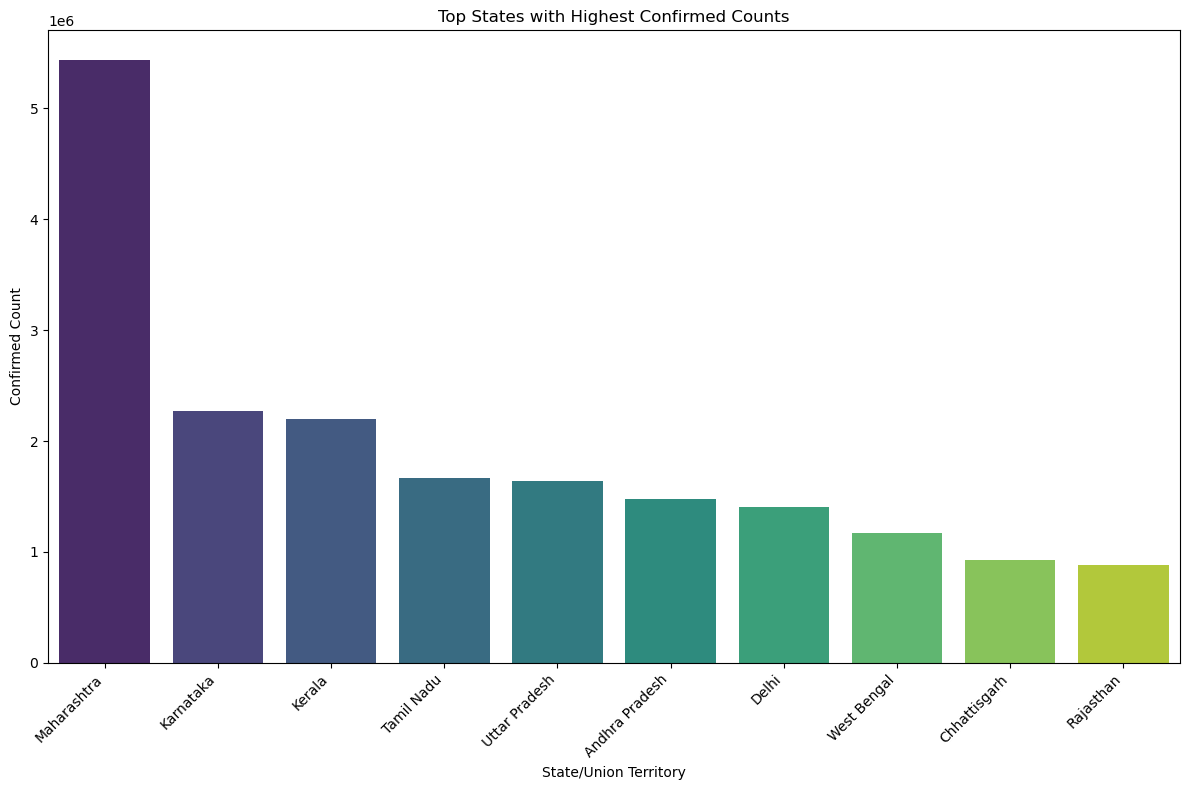 Top States with Highest Confirmed Counts
1e6
5
4
3
2
1
0
Confirmed Count
Maharashtra
Karnataka
Kerala
Tamil Nadu
Uttar Pradesh
Andhra Pradesh
Delhi
West Bengal
Chhattisgarh
Rajasthan
State/Union Territory